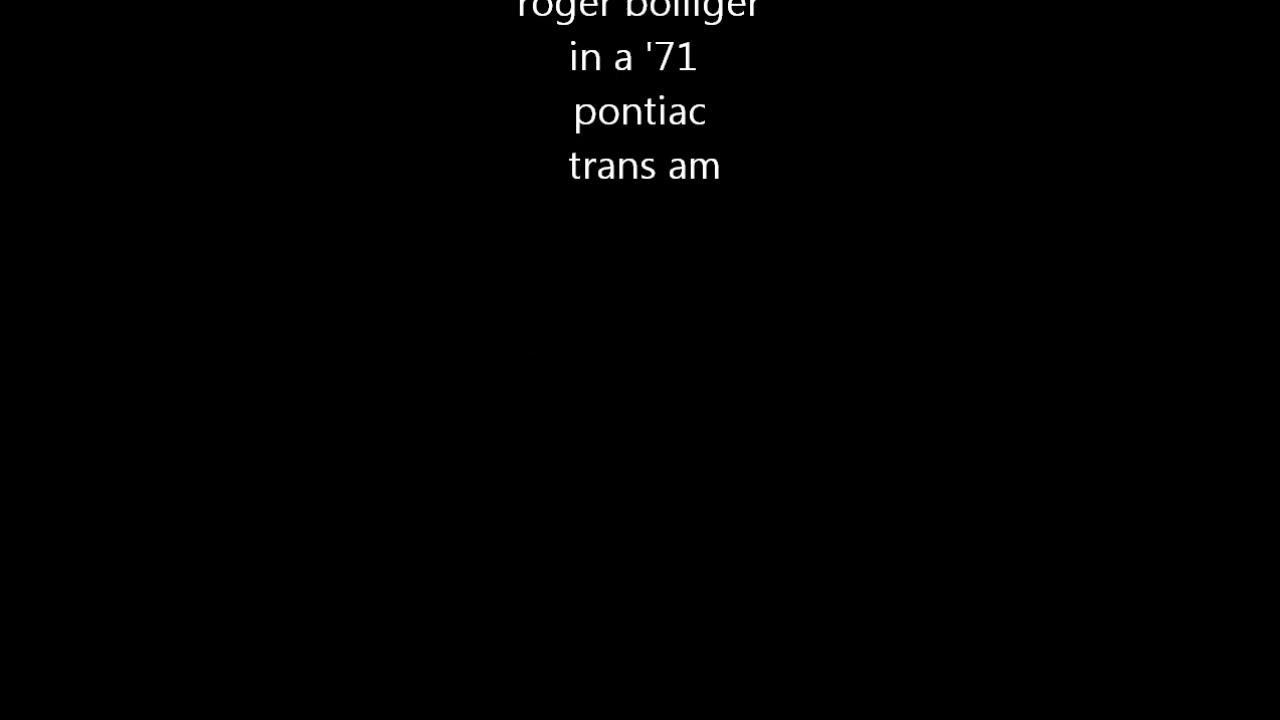 roger bolliger
in a '71
pontiac
trans am